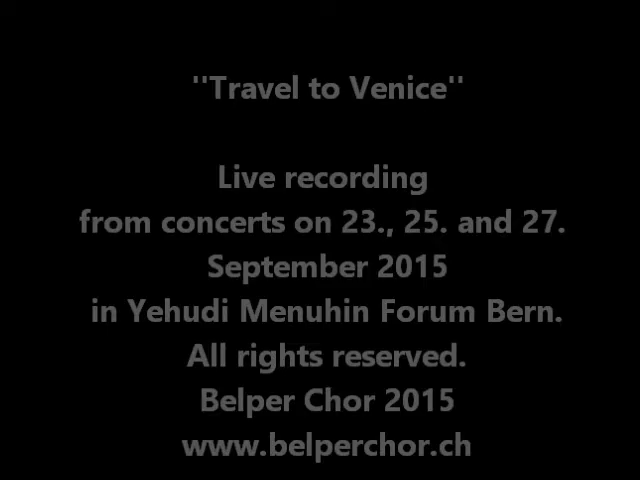 ''Travel to Venice''
Live recording
from concerts on 23., 25. and 27.
September 2015
in Yehudi Menuhin Forum Bern.
All rights reserved.
Belper Chor 2015
www.belperchor.ch